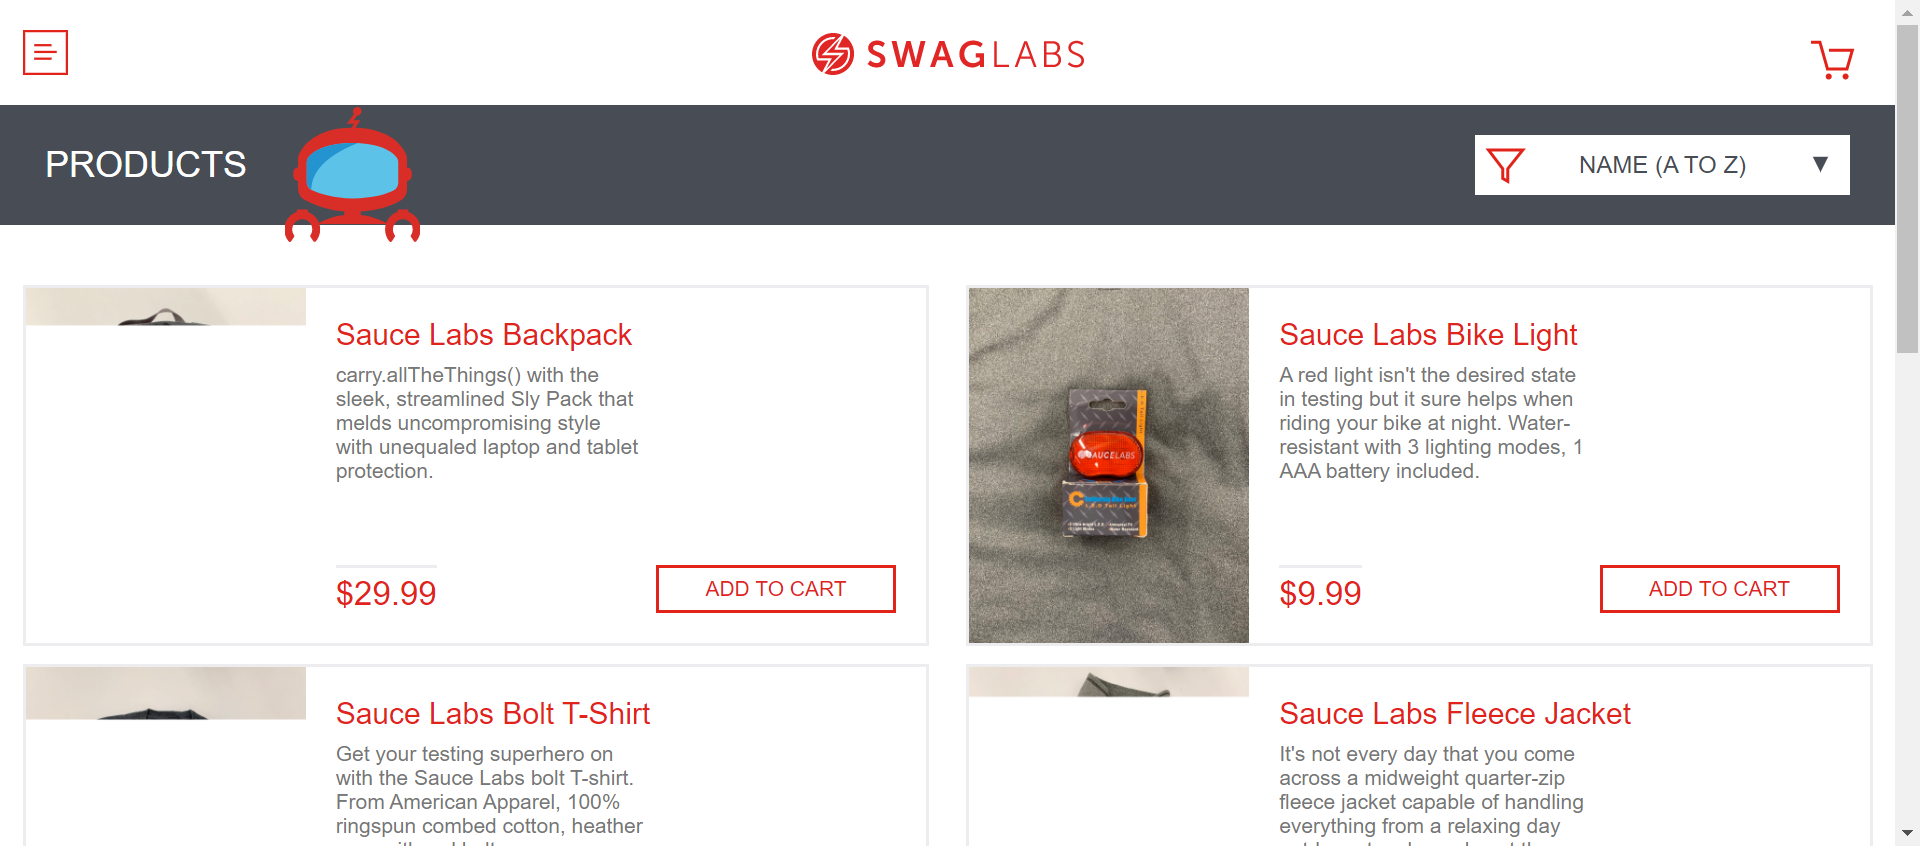 SWAGLABS
PRODUCTS
NAME (A TO Z)
Sauce Labs Backpack
carry.allTheThings() with the
sleek, streamlined Sly Pack that
melds uncompromising style
with unequaled laptop and tablet
protection.
$29.99
ADD TO CART
SAUCELABS
Sauce Labs Bike Light
A red light isn't the desired state
in testing but it sure helps when
riding your bike at night. Water-
resistant with 3 lighting modes, 1
AAA battery included.
$9.99
ADD TO CART
Sauce Labs Bolt T-Shirt
Get your testing superhero on
with the Sauce Labs bolt T-shirt.
From American Apparel, 100%
ringspun combed cotton, heather
Sauce Labs Fleece Jacket
It's not every day that you come
across a midweight quarter-zip
fleece jacket capable of handling
everything from a relaxing day